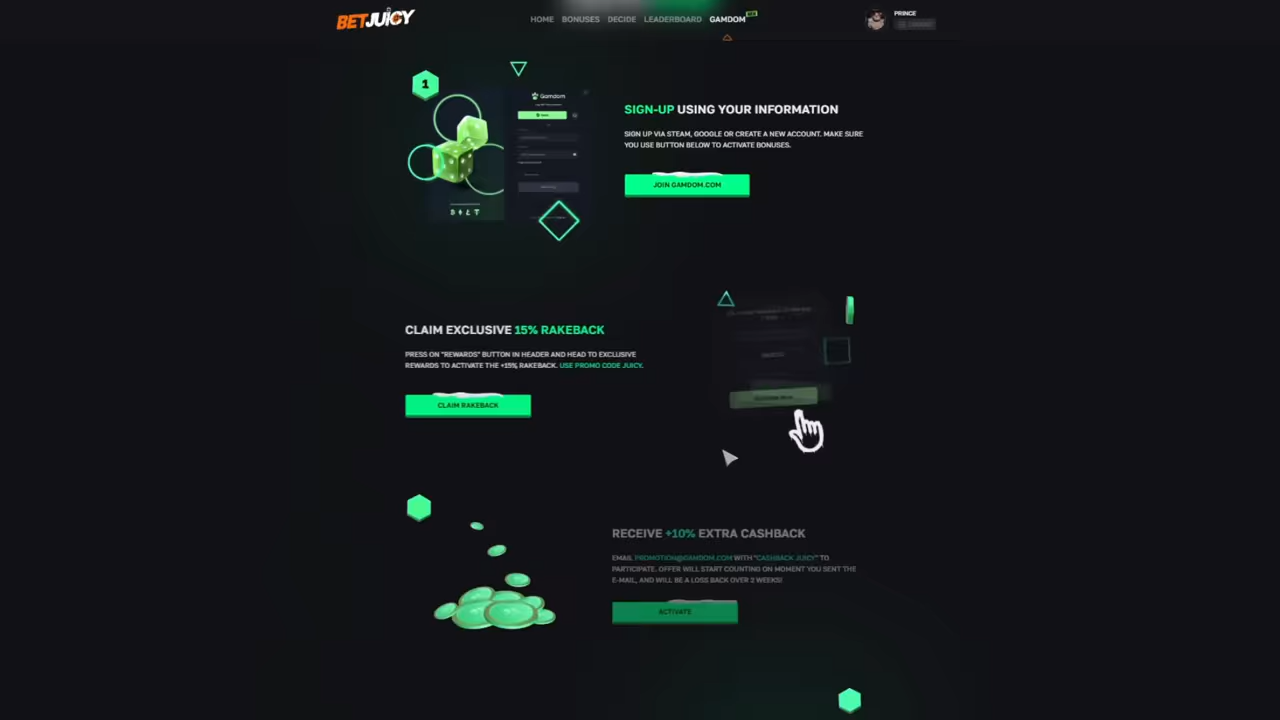 BETJUICY
HOME BONUSES DECIDE LEADERBOARD GAMDOM NEW
PRINCE
1
Gamdom
SIGN-UP USING YOUR INFORMATION
SIGN UP VIA STEAM, GOOGLE OR CREATE A NEW ACCOUNT. MAKE SURE
YOU USE BUTTON BELOW TO ACTIVATE BONUSES.
JOIN GAMDOM.COM
CLAIM EXCLUSIVE 15% RAKEBACK
PRESS ON "REWARDS" BUTTON IN HEADER AND HEAD TO EXCLUSIVE
REWARDS TO ACTIVATE THE +15% RAKEBACK. USE PROMO CODE JUICY.
CLAIM RAKEBACK
RECEIVE +10% EXTRA CASHBACK
EMAIL PROMOTION@GAMDOM.COM WITH "CASHBACK JUICY" TO
PARTICIPATE. OFFER WILL START COUNTING ON MOMENT YOU SENT THE
E-MAIL, AND WILL BE A LOSS BACK OVER 2 WEEKS!
ACTIVATE